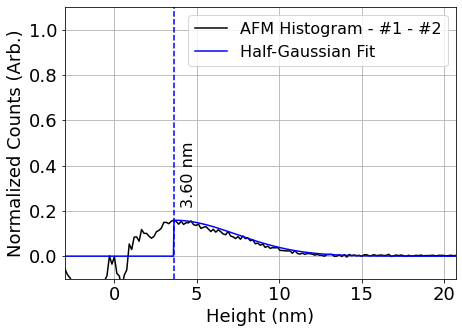 AFM Histogram - #1 - #2
Half-Gaussian Fit
Normalized Counts (Arb.)
1.0
0.8
0.6
0.4
0.2
0.0
3.60 nm
0
5
10
15
20
Height (nm)